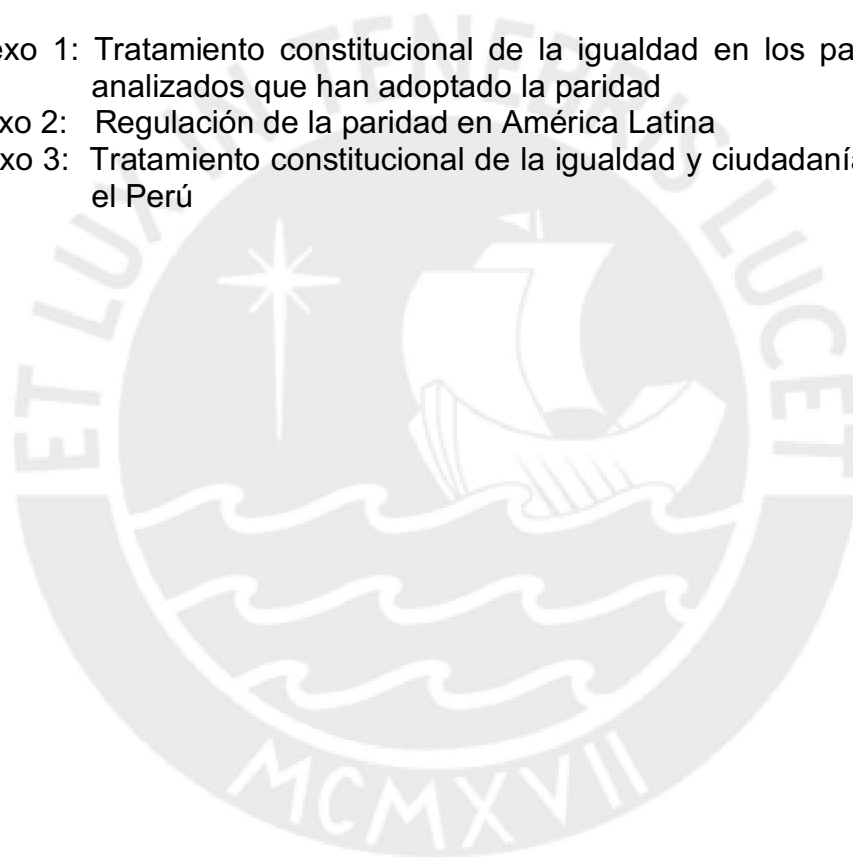 exo 1: Tratamiento constitucional de la igualdad en los pa
analizados que han adoptado la paridad
xo 2: Regulación de la paridad en América Latina
xo 3: Tratamiento constitucional de la igualdad y ciudadanía
el Perú
ET LUX IN TENEBRIS LUCET
MCMXVII